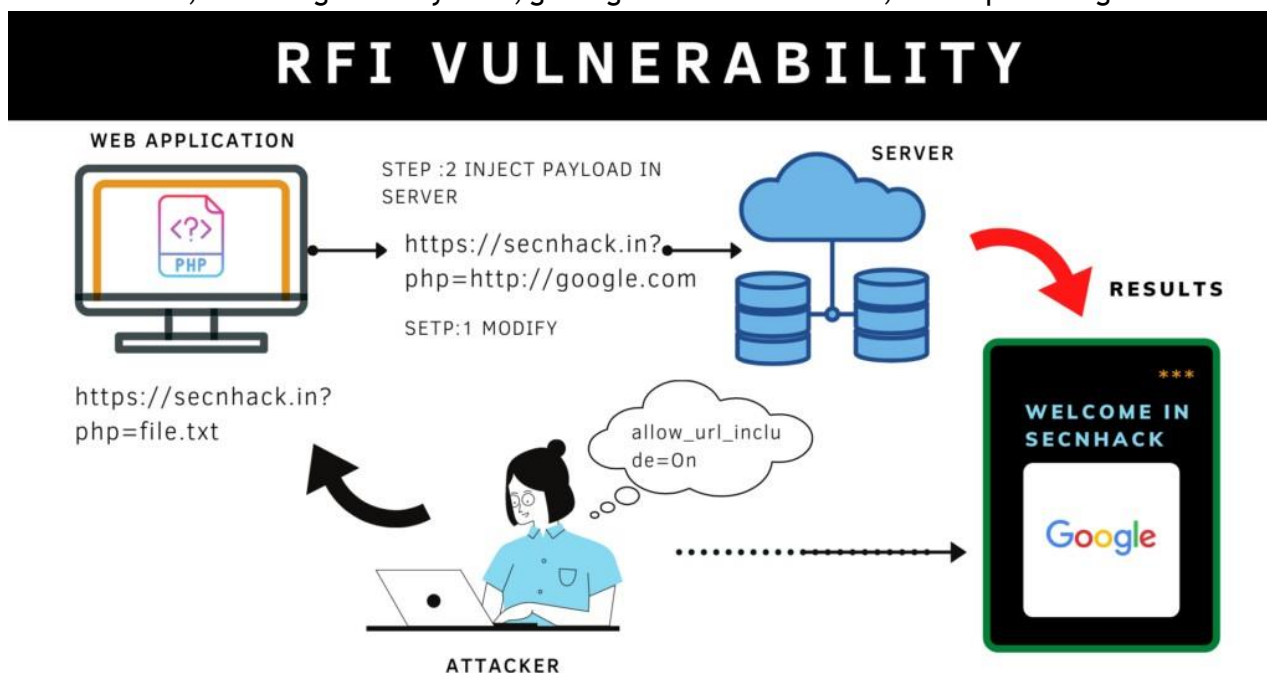 RFI VULNERABILITY
WEB APPLICATION
<?>
PHP
STEP :2 INJECT PAYLOAD IN
SERVER
https://secnhack.in?
php=http://google.com
SETP:1 MODIFY
SERVER
RESULTS
https://secnhack.in?
php=file.txt
allow_url_inclu
de=On
ATTACKER
***
WELCOME IN
SECNHACK
Google